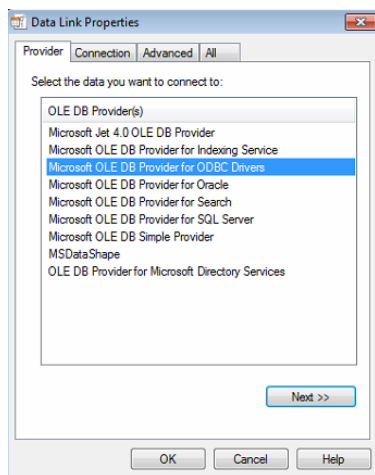 Data Link Properties
Provider Connection Advanced All
Select the data you want to connect to:
OLE DB Provider(s)
Microsoft Jet 4.0 OLE DB Provider
Microsoft OLE DB Provider for Indexing Service
Microsoft OLE DB Provider for ODBC Drivers
Microsoft OLE DB Provider for Oracle
Microsoft OLE DB Provider for Search
Microsoft OLE DB Provider for SQL Server
Microsoft OLE DB Simple Provider
MSDataShape
OLE DB Provider for Microsoft Directory Services
Next >>
OK Cancel Help